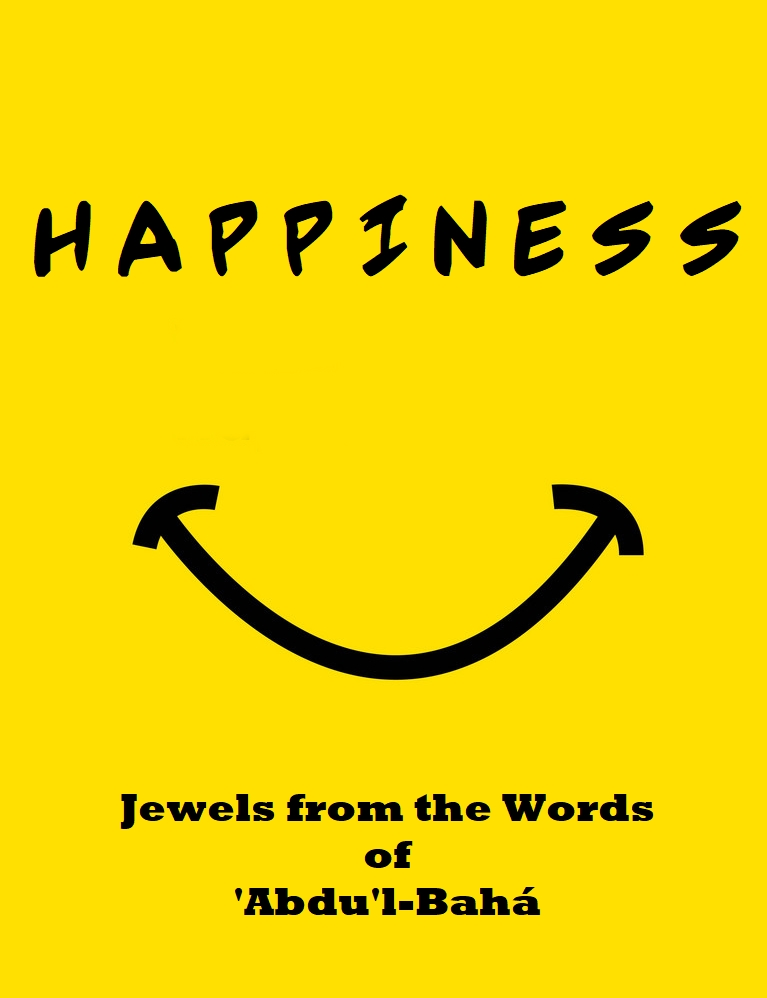 HAPPINESS
Jewels from the Words
of
'Abdu'l-Bahá